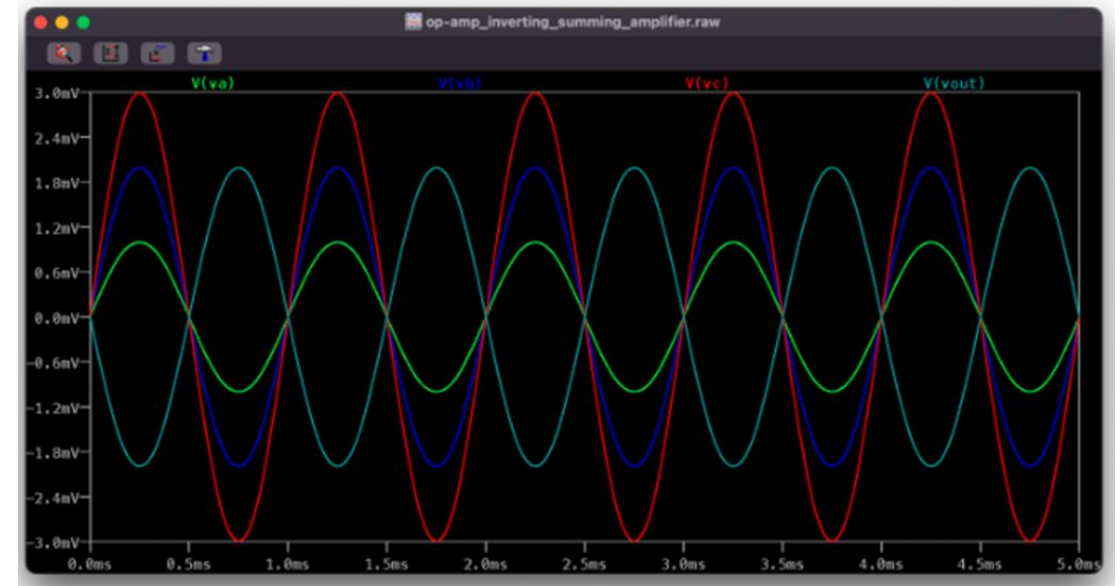 op-amp_inverting_summing_amplifier.raw
V(va) V(vb) V(vc) V(vout)
3.0mV
2.4mV
1.8mV
1.2mV
0.6mV
0.0mV
-0.6mV
-1.2mV
-1.8mV
-2.4mV
-3.0mV
0.0ms 0.5ms 1.0ms 1.5ms 2.0ms 2.5ms 3.0ms 3.5ms 4.0ms 4.5ms 5.0ms